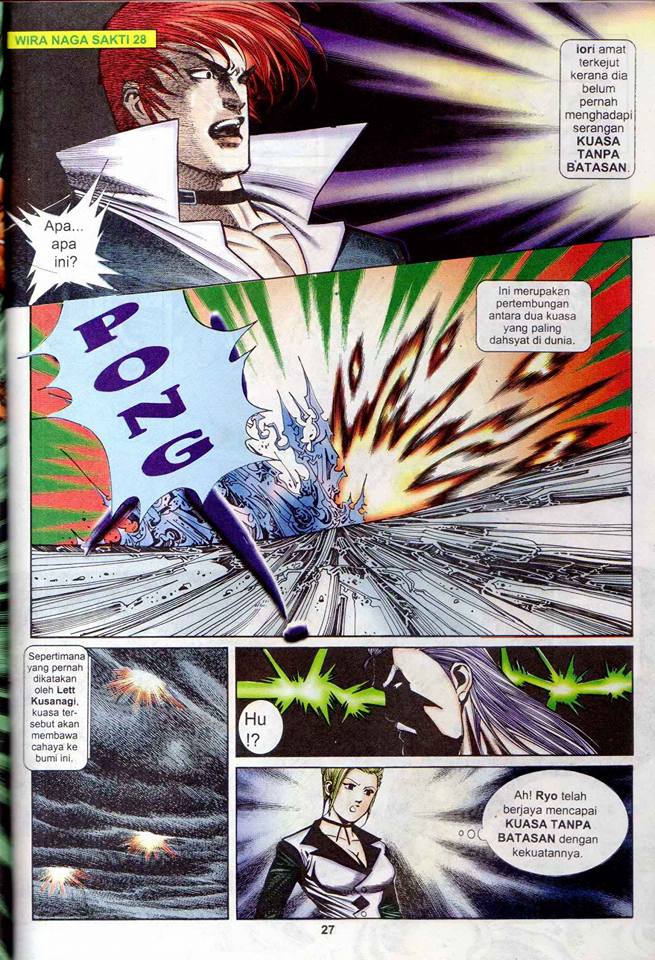 WIRA NAGA SAKTI 28
iori amat
terkejut
kerana dia
belum
pernah
menghadapi
serangan
KUASA
TANPA
BATASAN.
Apa...
apa
ini?
Ini merupakan
pertembungan
antara dua kuasa
yang paling
dahsyat di dunia.
PONG
Sepertimana
yang pernah
dikatakan
oleh Lett
Kusanagi,
kuasa ter-
sebut akan
membawa
cahaya ke
bumi ini.
Hu
!?
Ah! Ryo telah
berjaya mencapai
KUASA TANPA
BATASAN dengan
kekuatannya.
27